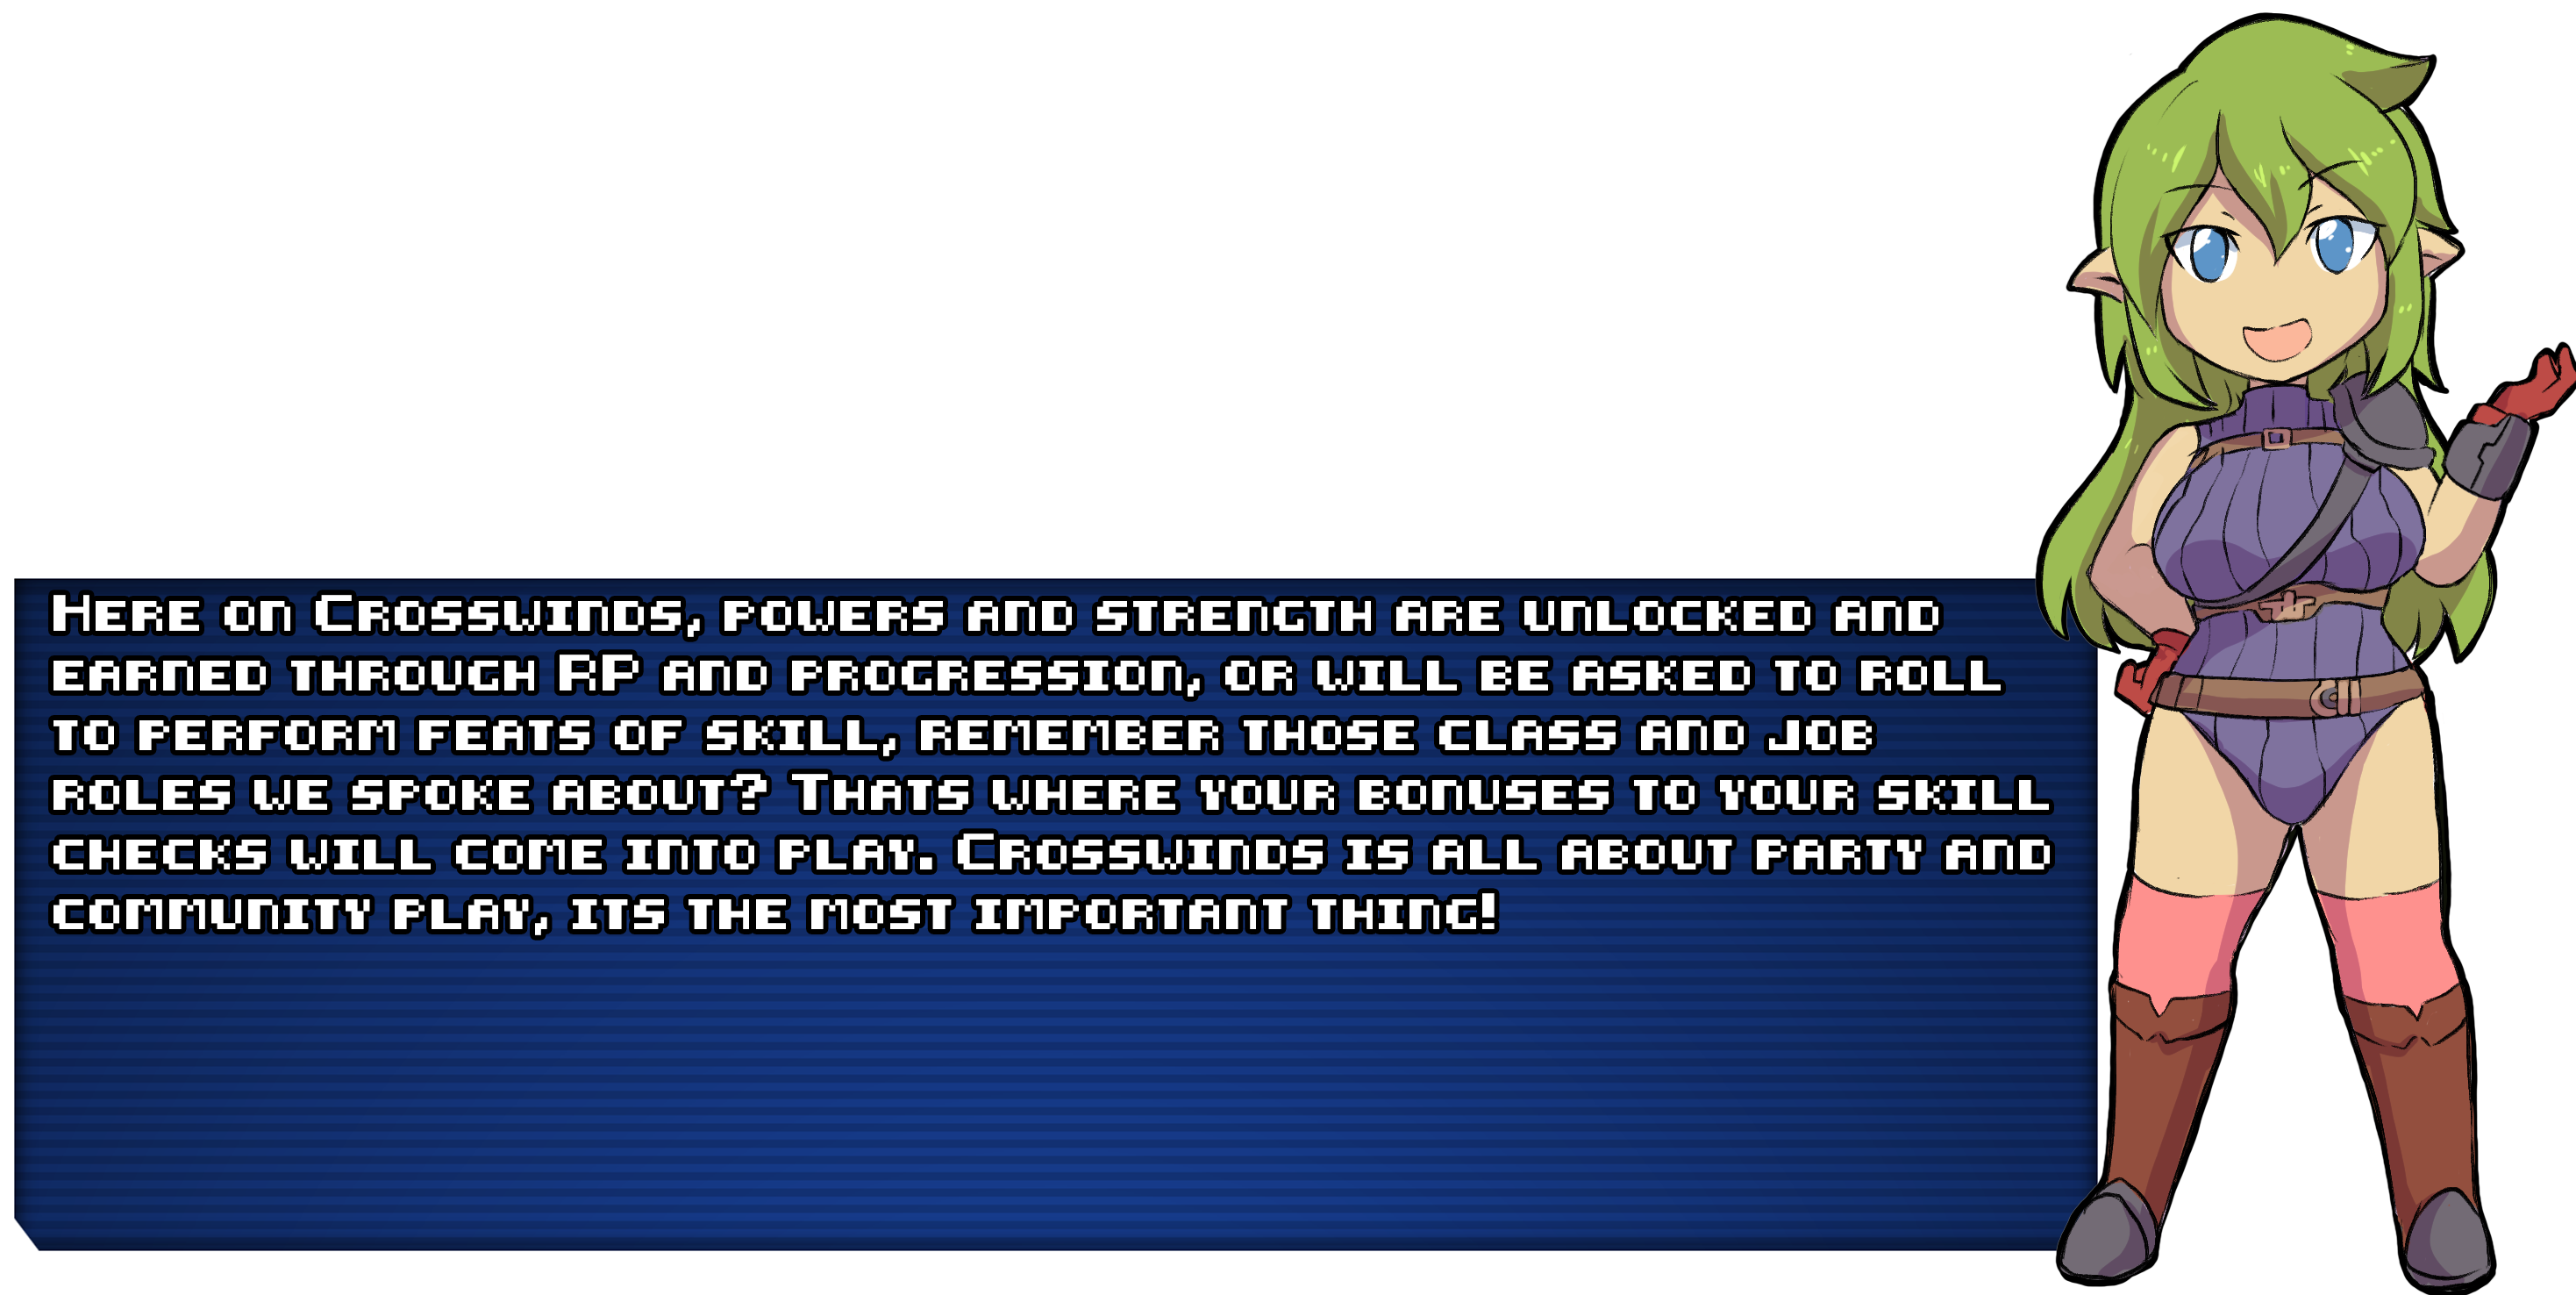 Here on Crosswinds, powers and strength are unlocked and
earned through RP and progression, or will be asked to roll
to perform feats of skill, remember those class and job
roles we spoke about? Thats where your bonuses to your skill
checks will come into play. Crosswinds is all about party and
community play, its the most important thing!